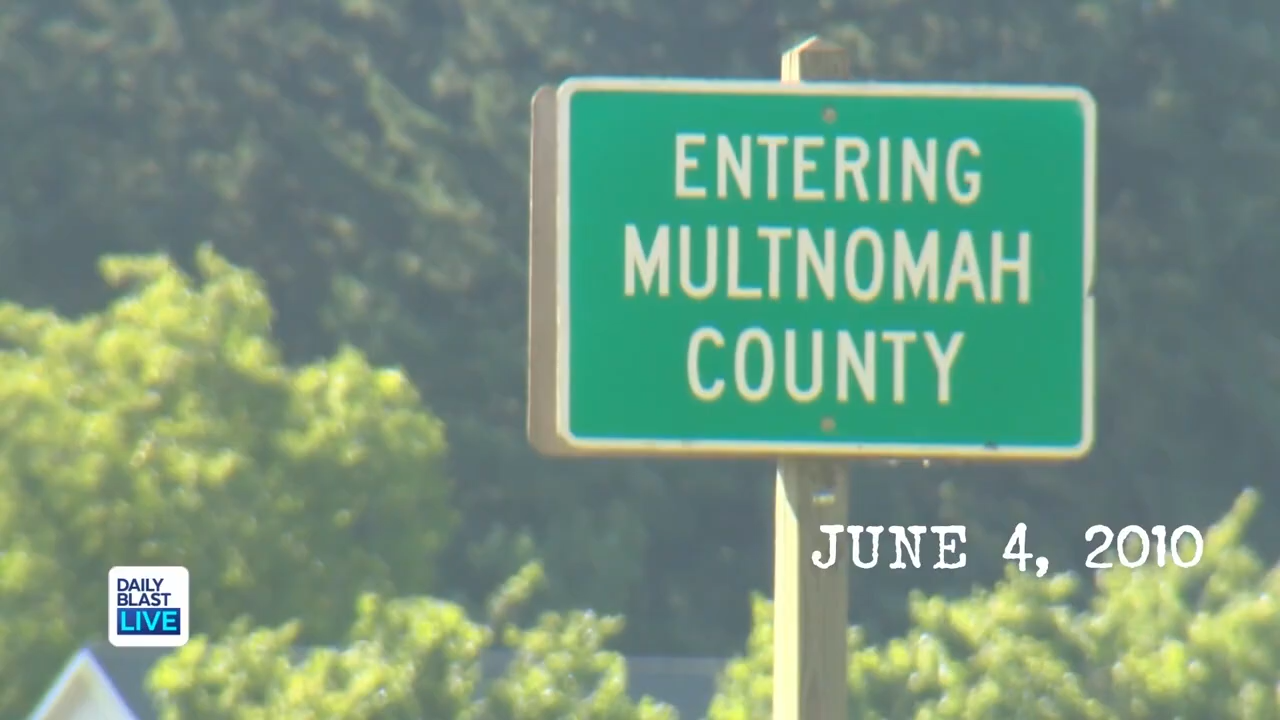 ENTERING
MULTNOMAH
COUNTY
JUNE 4, 2010
DAILY
BLAST
LIVE